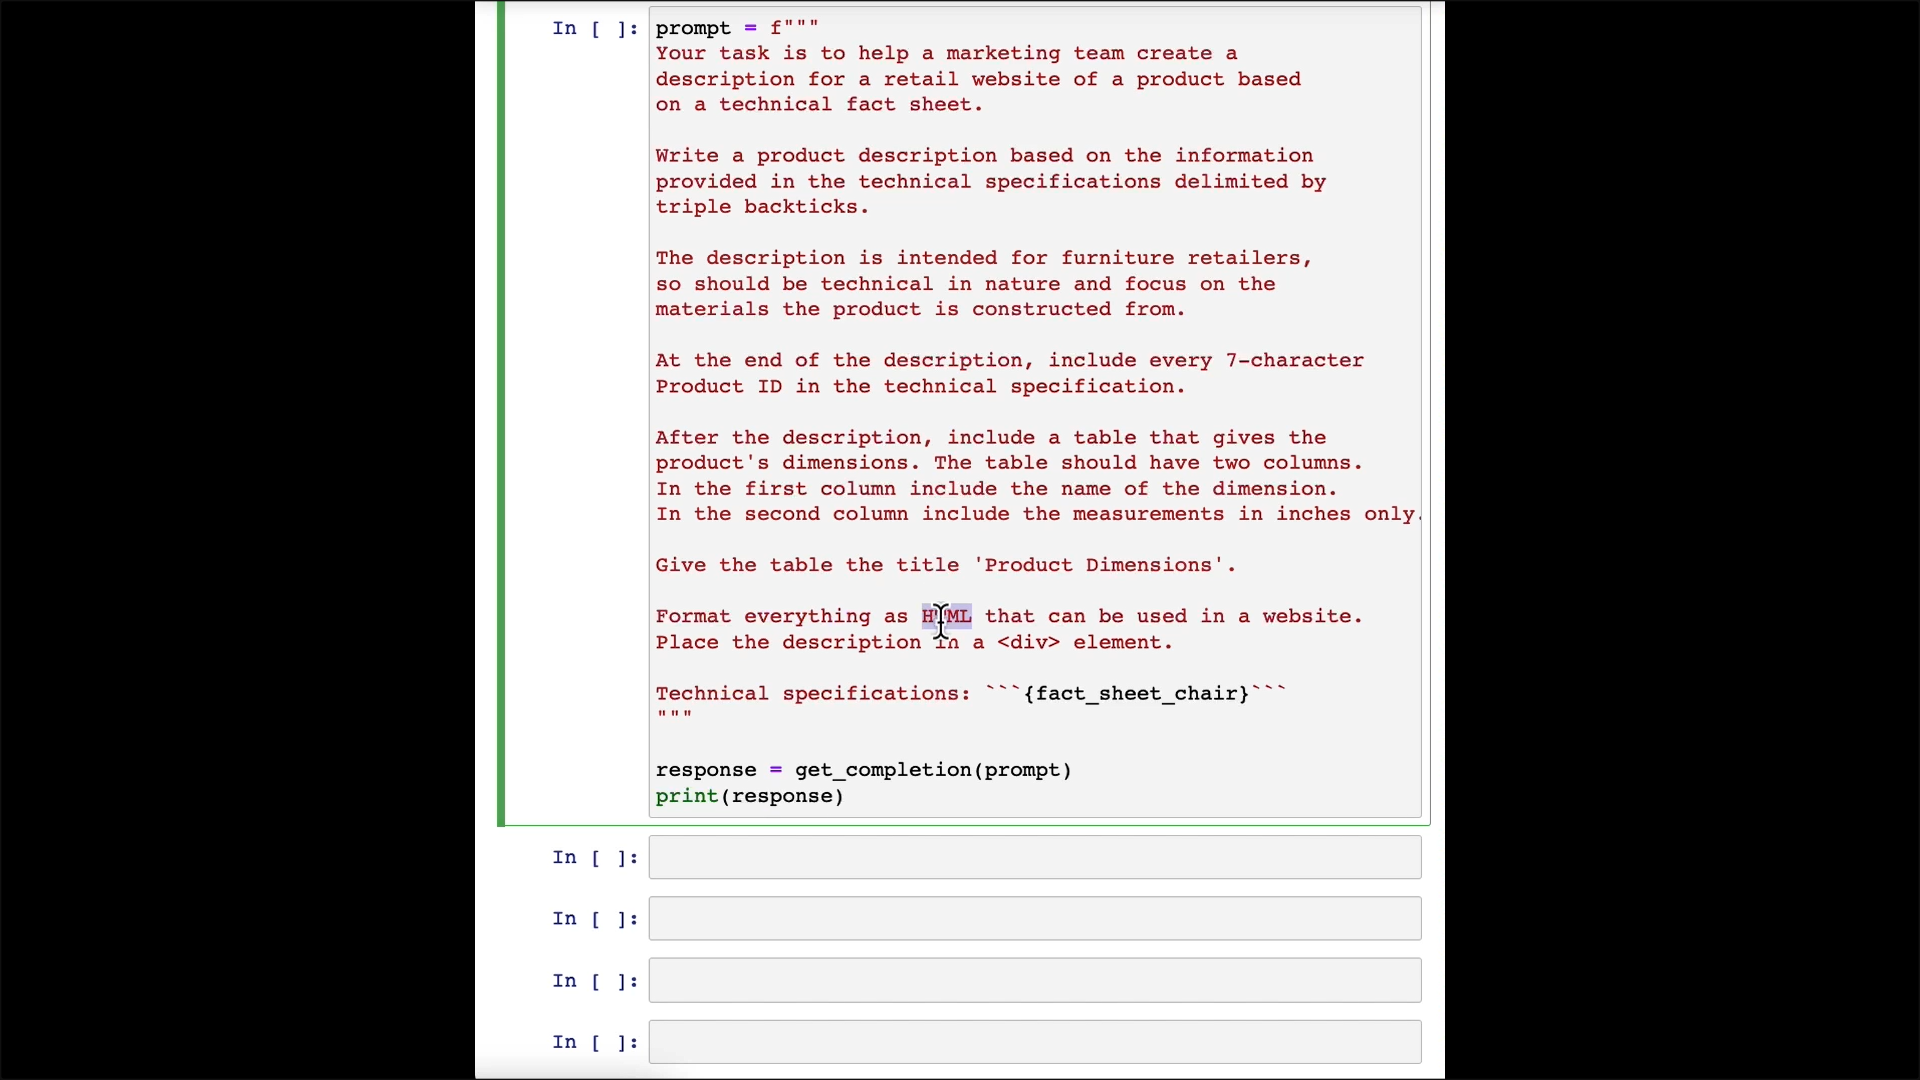 In [ ]: prompt = f"""
Your task is to help a marketing team create a
description for a retail website of a product based
on a technical fact sheet.
Write a product description based on the information
provided in the technical specifications delimited by
triple backticks.
The description is intended for furniture retailers,
so should be technical in nature and focus on the
materials the product is constructed from.
At the end of the description, include every 7-character
Product ID in the technical specification.
After the description, include a table that gives the
product's dimensions. The table should have two columns.
In the first column include the name of the dimension.
In the second column include the measurements in inches only.
Give the table the title 'Product Dimensions'.
Format everything as HTML that can be used in a website.
Place the description in a <div> element.
Technical specifications: ```{fact_sheet_chair}```
"""
response = get_completion(prompt)
print(response)
In [ ]:
In [ ]:
In [ ]:
In [ ]: